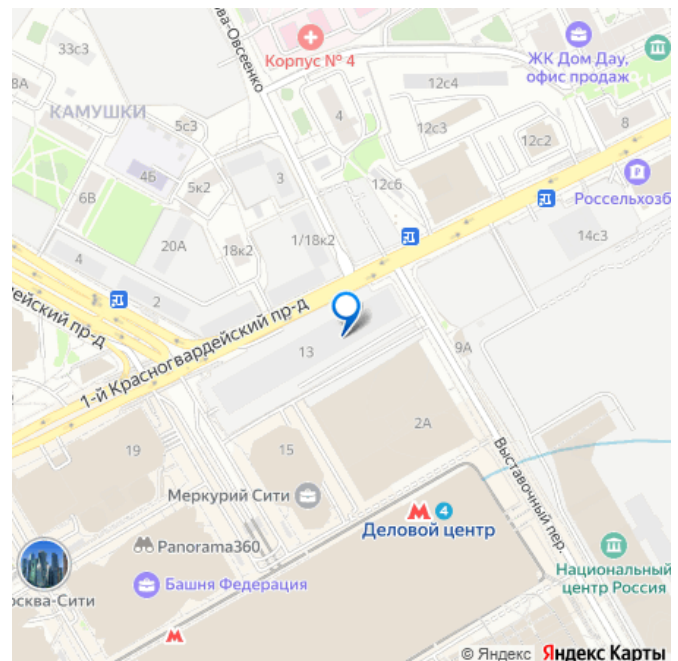 33с3
8А
КАМУШКИ
ова-Овсеенко
Корпус № 4
ЖК Дом Дау,
офис продаж
12с4
4
12с3
12с2
8
5с3
4Б
5к2
3
6В
12с6
Россельхозб
20А
18к2
1/18к2
14с3
4
2
ейский пр-д
1-й Красногвардейский пр-д
13
9А
2А
19
15
Выставочный пер.
Меркурий Сити
4
Деловой центр
Panorama360
Башня Федерация
осква-Сити
Национальный
центр Россия
© Яндекс Яндекс Карты